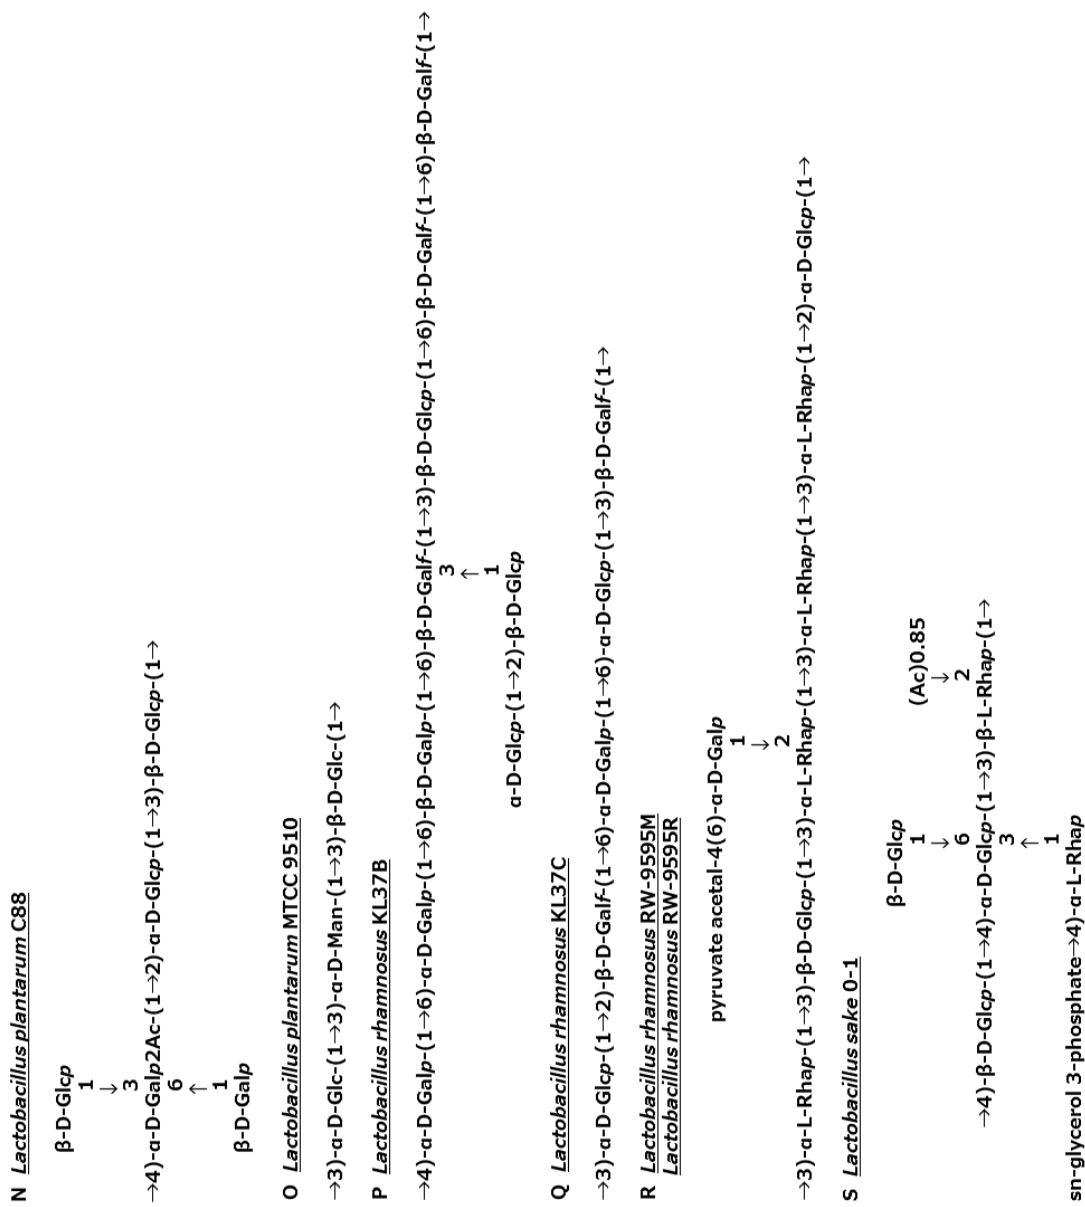 N Lactobacillus plantarum C88
β-D-Glcp
1
↓
3
→4)-α-D-Galp2Ac-(1→2)-α-D-Glcp-(1→3)-β-D-Glcp-(1→
6
↑
1
β-D-Galp
O Lactobacillus plantarum MTCC 9510
→3)-α-D-Glc-(1→3)-α-D-Man-(1→3)-β-D-Glc-(1→
P Lactobacillus rhamnosus KL37B
→4)-α-D-Galp-(1→6)-α-D-Galp-(1→6)-β-D-Galp-(1→6)-β-D-Galf-(1→3)-β-D-Glcp-(1→6)-β-D-Galf-(1→6)-β-D-Galf-(1→
3
↑
1
α-D-Glcp-(1→2)-β-D-Glcp
Q Lactobacillus rhamnosus KL37C
→3)-α-D-Glcp-(1→2)-β-D-Galf-(1→6)-α-D-Galp-(1→6)-α-D-Glcp-(1→3)-β-D-Galf-(1→
R Lactobacillus rhamnosus RW-9595M
Lactobacillus rhamnosus RW-9595R
pyruvate acetal-4(6)-α-D-Galp
1
↓
2
→3)-α-L-Rhap-(1→3)-β-D-Glcp-(1→3)-α-L-Rhap-(1→3)-α-L-Rhap-(1→3)-α-L-Rhap-(1→2)-α-D-Glcp-(1→
S Lactobacillus sake 0-1
β-D-Glcp (Ac)0.85
1 ↓
↓ 2
6
→4)-β-D-Glcp-(1→4)-α-D-Glcp-(1→3)-β-L-Rhap-(1→
3
↑
1
sn-glycerol 3-phosphate→4)-α-L-Rhap